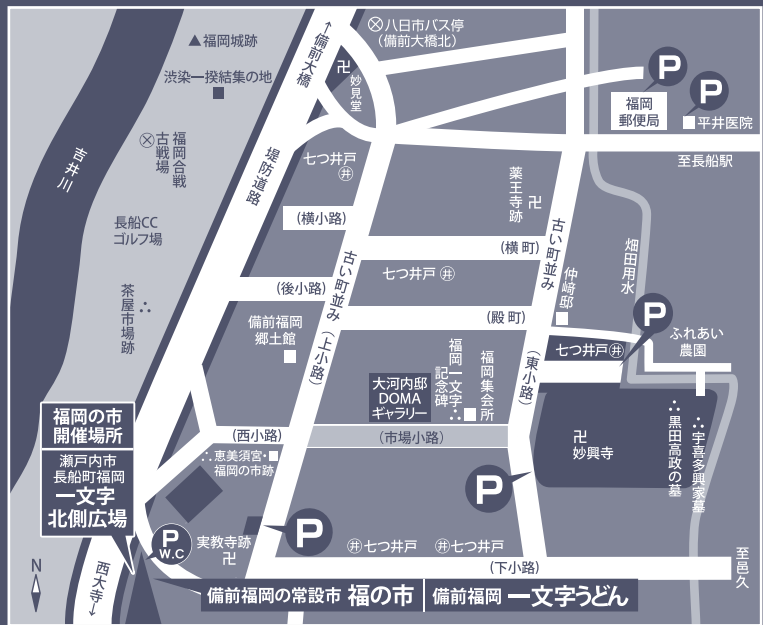 ↑備前大橋
八日市バス停
(備前大橋北)
▲福岡城跡
渋染一揆結集の地
卍妙見堂
P
P
福岡
郵便局
平井医院
至長船駅
吉井川
福岡合戦
古戦場
堤防道路
七つ井戸
井
薬王寺跡
卍
長船CC
ゴルフ場
(横小路)
(横町)
古い町並み
畑田用水
七つ井戸 井
仲﨑邸
茶屋市場跡
(後小路)
古い町並み
(殿町)
P
ふれあい
農園
備前福岡
郷土館
(上小路)
七つ井戸井
(東小路)
大河内邸
DOMA
ギャラリー
福岡一文字
記念碑
福岡集会所
福岡の市
開催場所
瀬戸内市
長船町福岡
一文字
北側広場
(西小路)
(市場小路)
恵美須宮・
福岡の市跡
卍
妙興寺
黒田高政の墓
宇喜多興家墓
P
P
W.C
実教寺跡
卍
P
井七つ井戸
井七つ井戸
(下小路)
至邑久
N
西大寺↓
備前福岡の常設市 福の市
備前福岡 一文字うどん